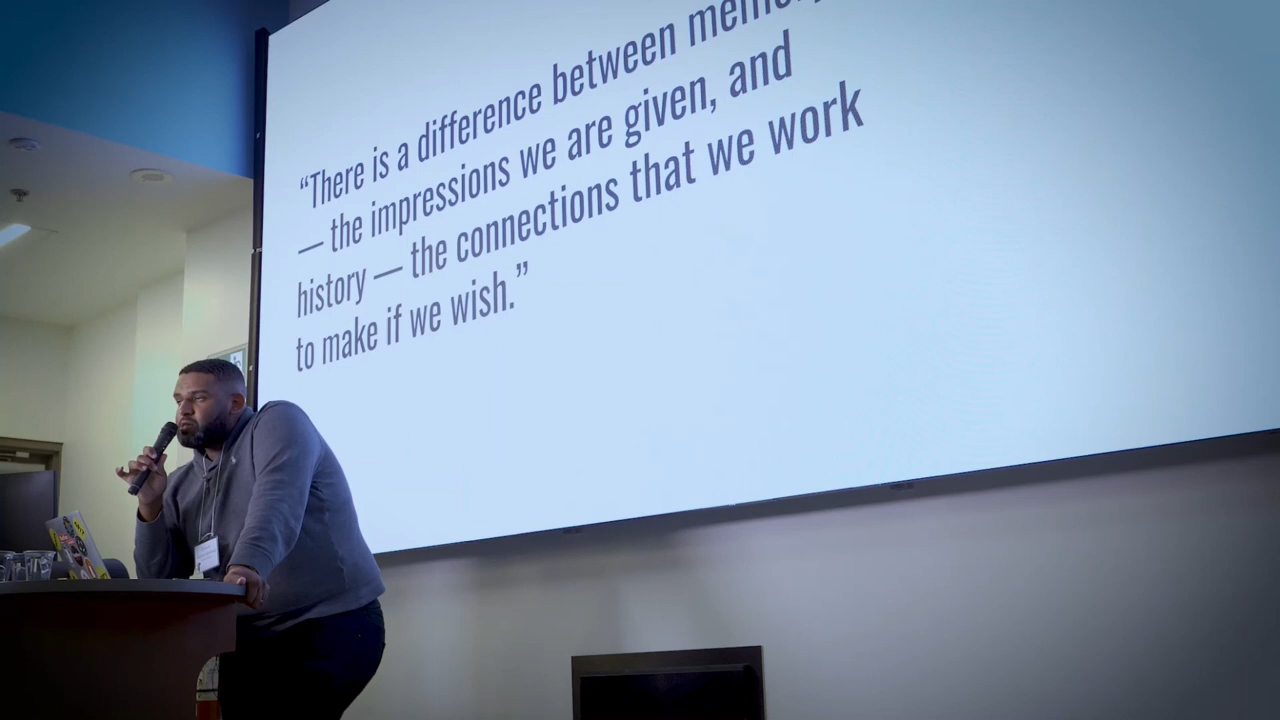 “There is a difference between memory
— the impressions we are given, and
history — the connections that we work
to make if we wish.”